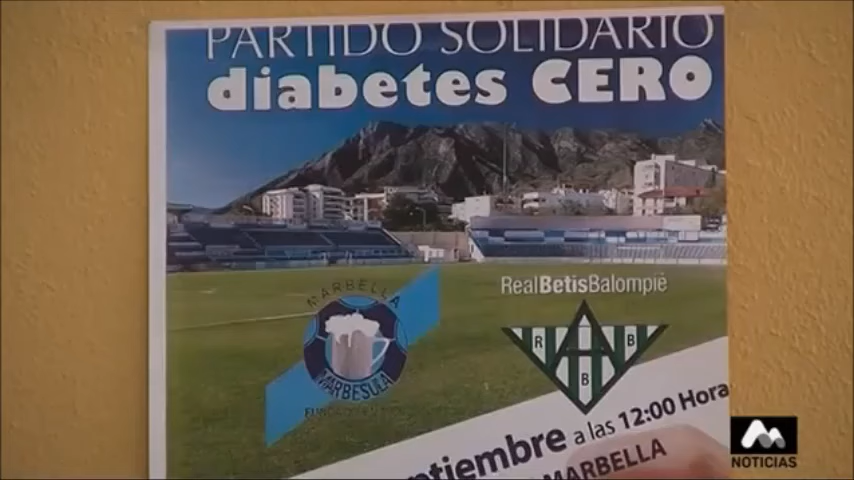 PARTIDO SOLIDARIO
diabetes CERO
RealBetisBalompié
MARBELLA
R B
B
MARBESULA
ptiembre a las 12:00 Hora
MARBELLA
NOTICIAS